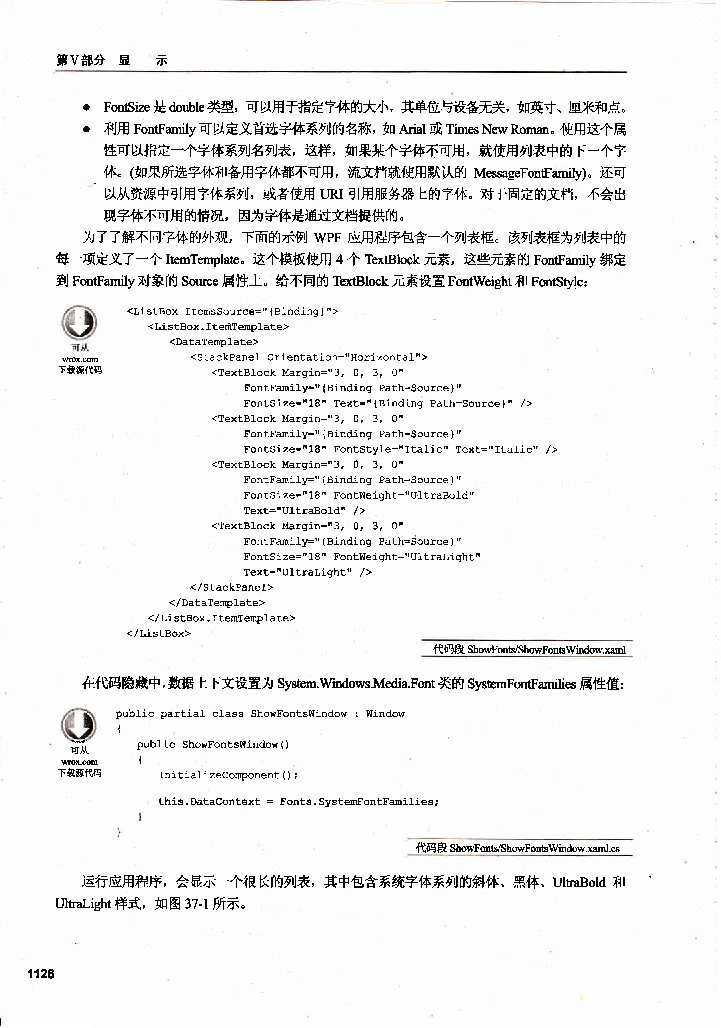 第V部分 显 示
● FontSize 是 double 类型，可以用于指定字体的大小，其单位与设备无关，如英寸、厘米和点。
● 利用 FontFamily 可以定义首选字体系列的名称，如 Arial 或 Times New Roman。使用这个属
性可以指定一个字体系列名列表，这样，如果某个字体不可用，就使用列表中的下一个字
体。(如果所选字体和备用字体都不可用，流文档就使用默认的 MessageFontFamily)。还可
以从资源中引用字体系列，或者使用 URI 引用服务器上的字体。对于固定的文档，不会出
现字体不可用的情况，因为字体是通过文档提供的。
为了了解不同字体的外观，下面的示例 WPF 应用程序包含一个列表框。该列表框为列表中的
每一项定义了一个 ItemTemplate。这个模板使用 4 个 TextBlock 元素，这些元素的 FontFamily 绑定
到 FontFamily 对象的 Source 属性上。给不同的 TextBlock 元素设置 FontWeight 和 FontStyle：
可从
wrox.com
下载源代码
<ListBox ItemsSource="{Binding}">
<ListBox.ItemTemplate>
<DataTemplate>
<StackPanel Orientation="Horizontal">
<TextBlock Margin="3, 0, 3, 0"
FontFamily="{Binding Path=Source}"
FontSize="18" Text="{Binding Path=Source}" />
<TextBlock Margin="3, 0, 3, 0"
FontFamily="{Binding Path=Source}"
FontSize="18" FontStyle="Italic" Text="Italic" />
<TextBlock Margin="3, 0, 3, 0"
FontFamily="{Binding Path=Source}"
FontSize="18" FontWeight="UltraBold"
Text="UltraBold" />
<TextBlock Margin="3, 0, 3, 0"
FontFamily="{Binding Path=Source}"
FontSize="18" FontWeight="UltraLight"
Text="UltraLight" />
</StackPanel>
</DataTemplate>
</ListBox.ItemTemplate>
</ListBox>
代码段 ShowFonts/ShowFontsWindow.xaml
在代码隐藏中，数据上下文设置为 System.Windows.Media.Font 类的 SystemFontFamilies 属性值：
可从
wrox.com
下载源代码
public partial class ShowFontsWindow : Window
{
public ShowFontsWindow()
{
InitializeComponent();
this.DataContext = Fonts.SystemFontFamilies;
}
}
代码段 ShowFonts/ShowFontsWindow.xaml.cs
运行应用程序，会显示一个很长的列表，其中包含系统字体系列的斜体、黑体、UltraBold 和
UltraLight 样式，如图 37-1 所示。
1126